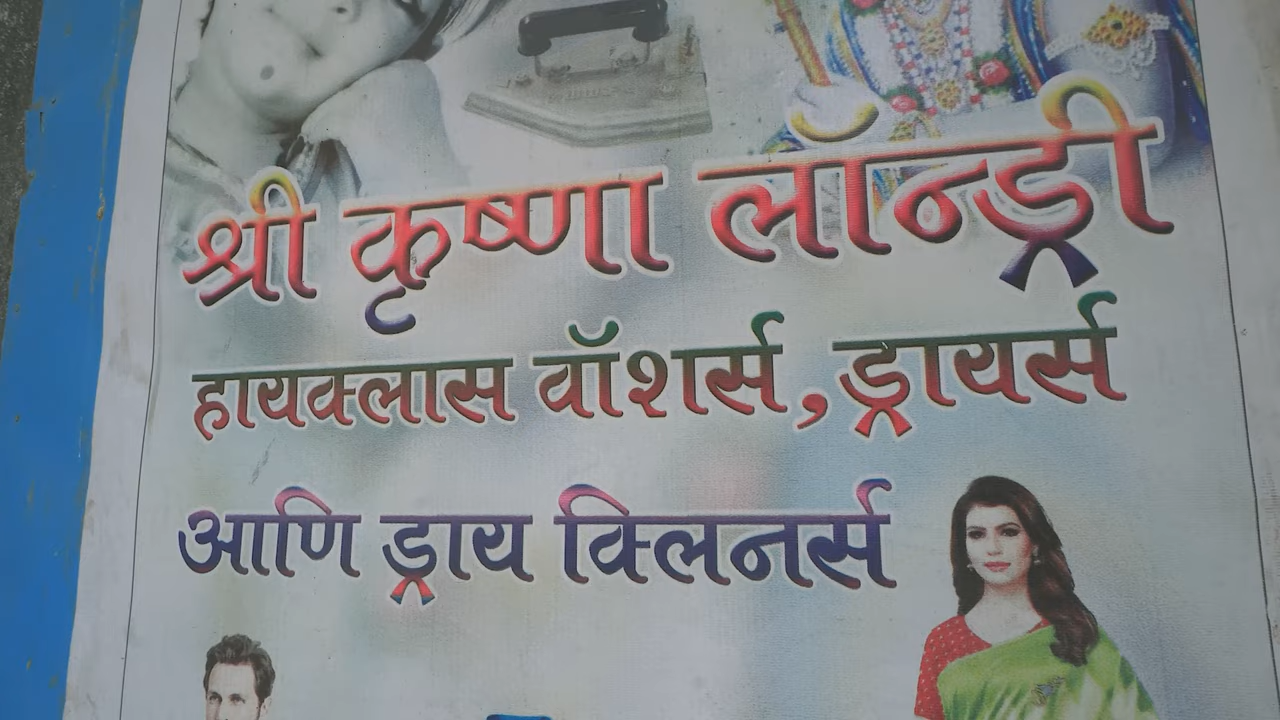 श्री कृष्णा लॉन्ड्री
हायक्लास वॉशर्स, ड्रायर्स
आणि ड्राय क्लिनर्स